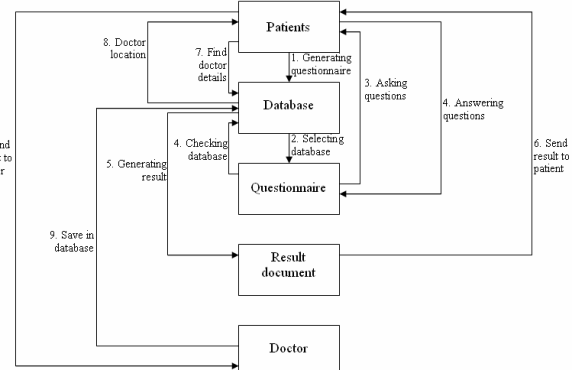 Patients
8. Doctor
location
7. Find
doctor
details
1. Generating
questionnaire
3. Asking
questions
4. Answering
questions
Database
4. Checking
database
2. Selecting
database
5. Generating
result
6. Send
result to
patient
Questionnaire
9. Save in
database
Result
document
Doctor